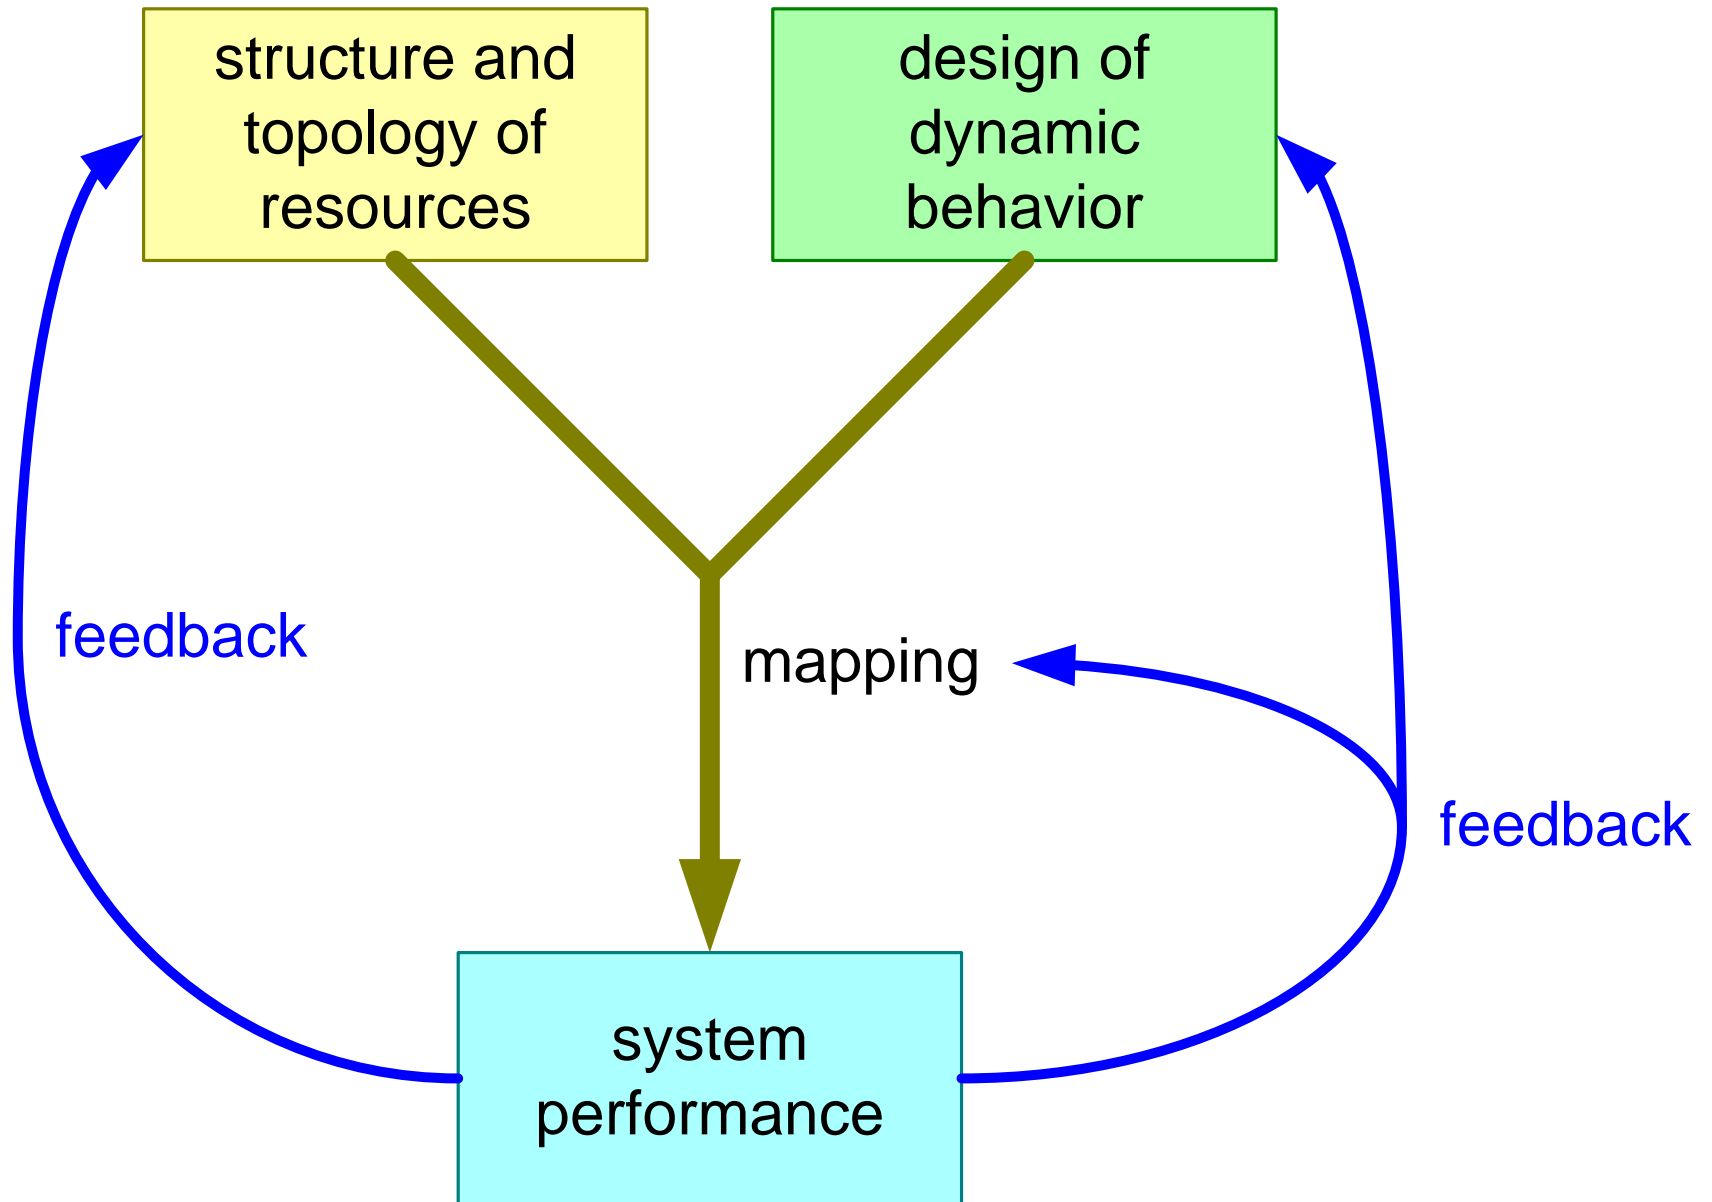 structure and
topology of
resources
design of
dynamic
behavior
feedback
mapping
feedback
system
performance